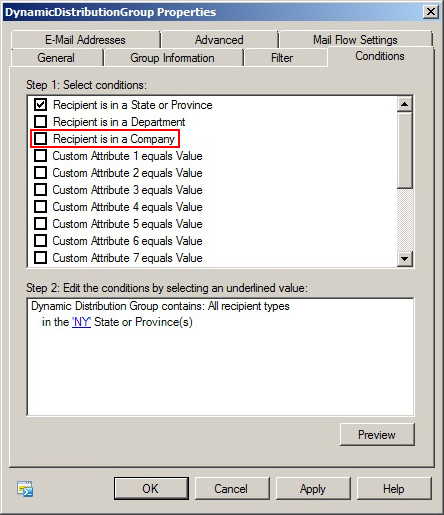 DynamicDistributionGroup Properties
E-Mail Addresses Advanced Mail Flow Settings
General Group Information Filter Conditions
Step 1: Select conditions:
Recipient is in a State or Province
Recipient is in a Department
Recipient is in a Company
Custom Attribute 1 equals Value
Custom Attribute 2 equals Value
Custom Attribute 3 equals Value
Custom Attribute 4 equals Value
Custom Attribute 5 equals Value
Custom Attribute 6 equals Value
Custom Attribute 7 equals Value
Step 2: Edit the conditions by selecting an underlined value:
Dynamic Distribution Group contains: All recipient types
in the 'NY' State or Province(s)
Preview
OK Cancel Apply Help